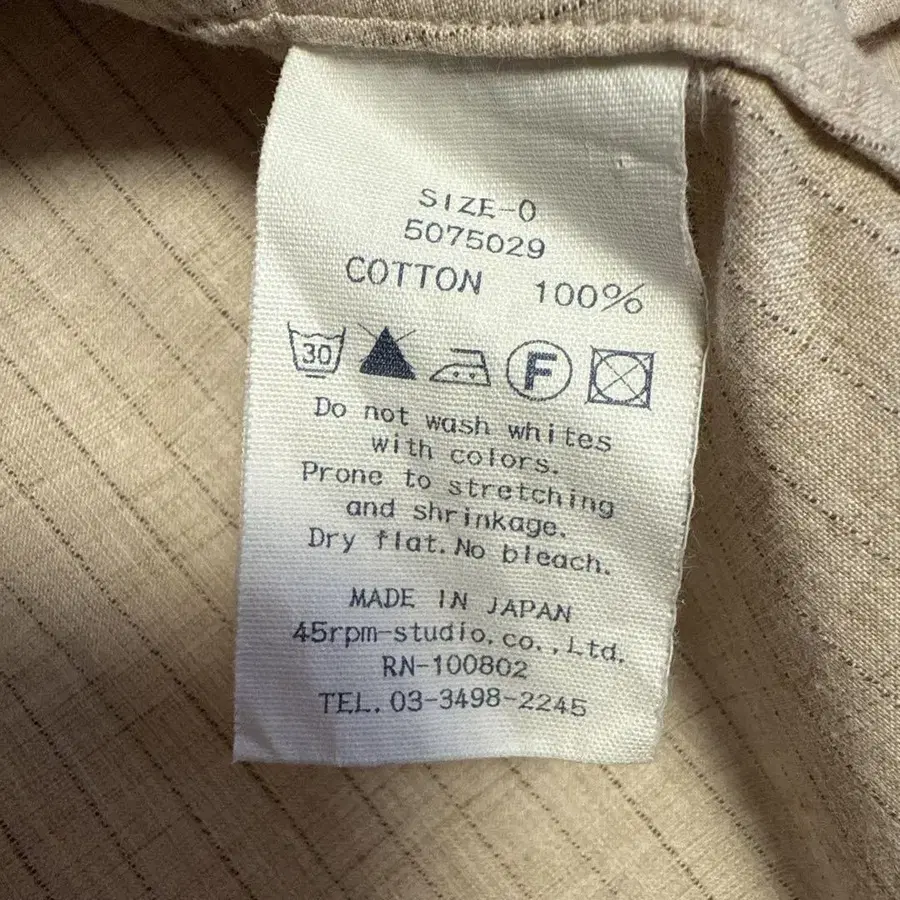 SIZE-0
5075029
COTTON 100%
30 F
Do not wash whites
with colors.
Prone to stretching
and shrinkage.
Dry flat. No bleach.
MADE IN JAPAN
45rpm-studio.co.,Ltd.
RN-100802
TEL. 03-3498-2245